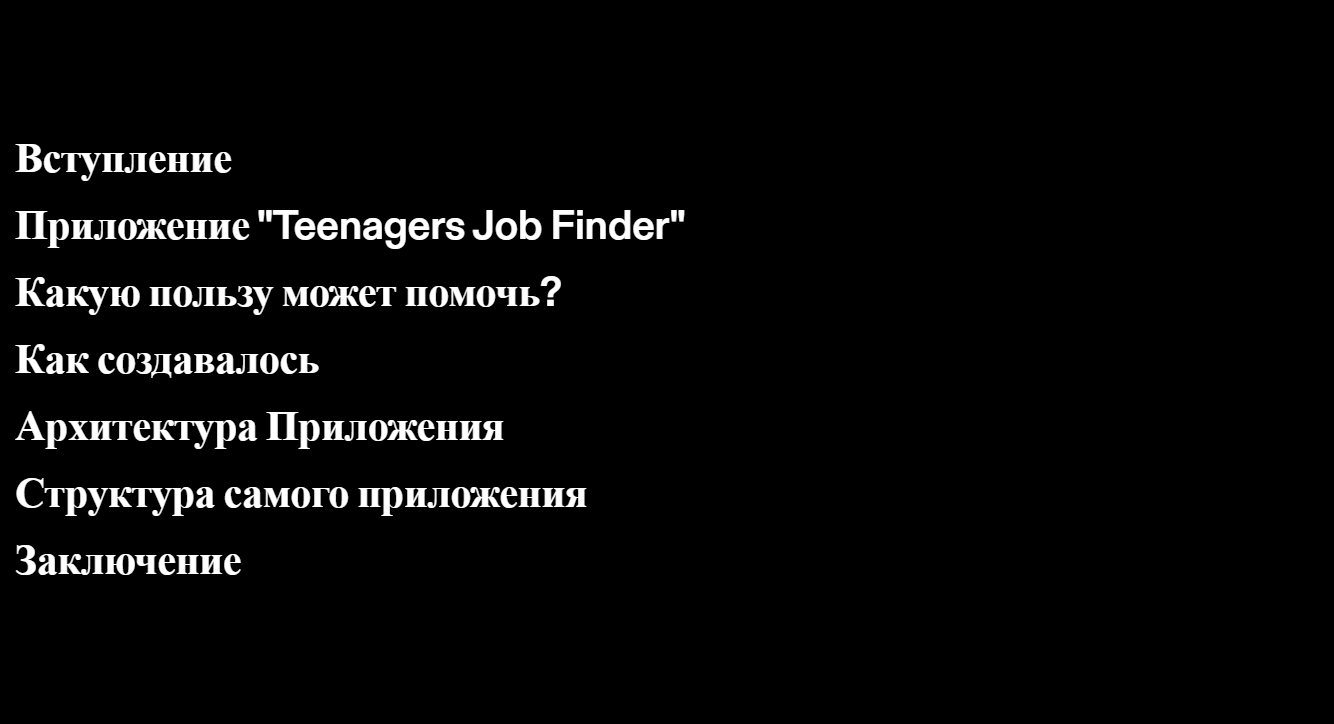 Вступление
Приложение "Teenagers Job Finder"
Какую пользу может помочь?
Как создавалось
Архитектура Приложения
Структура самого приложения
Заключение